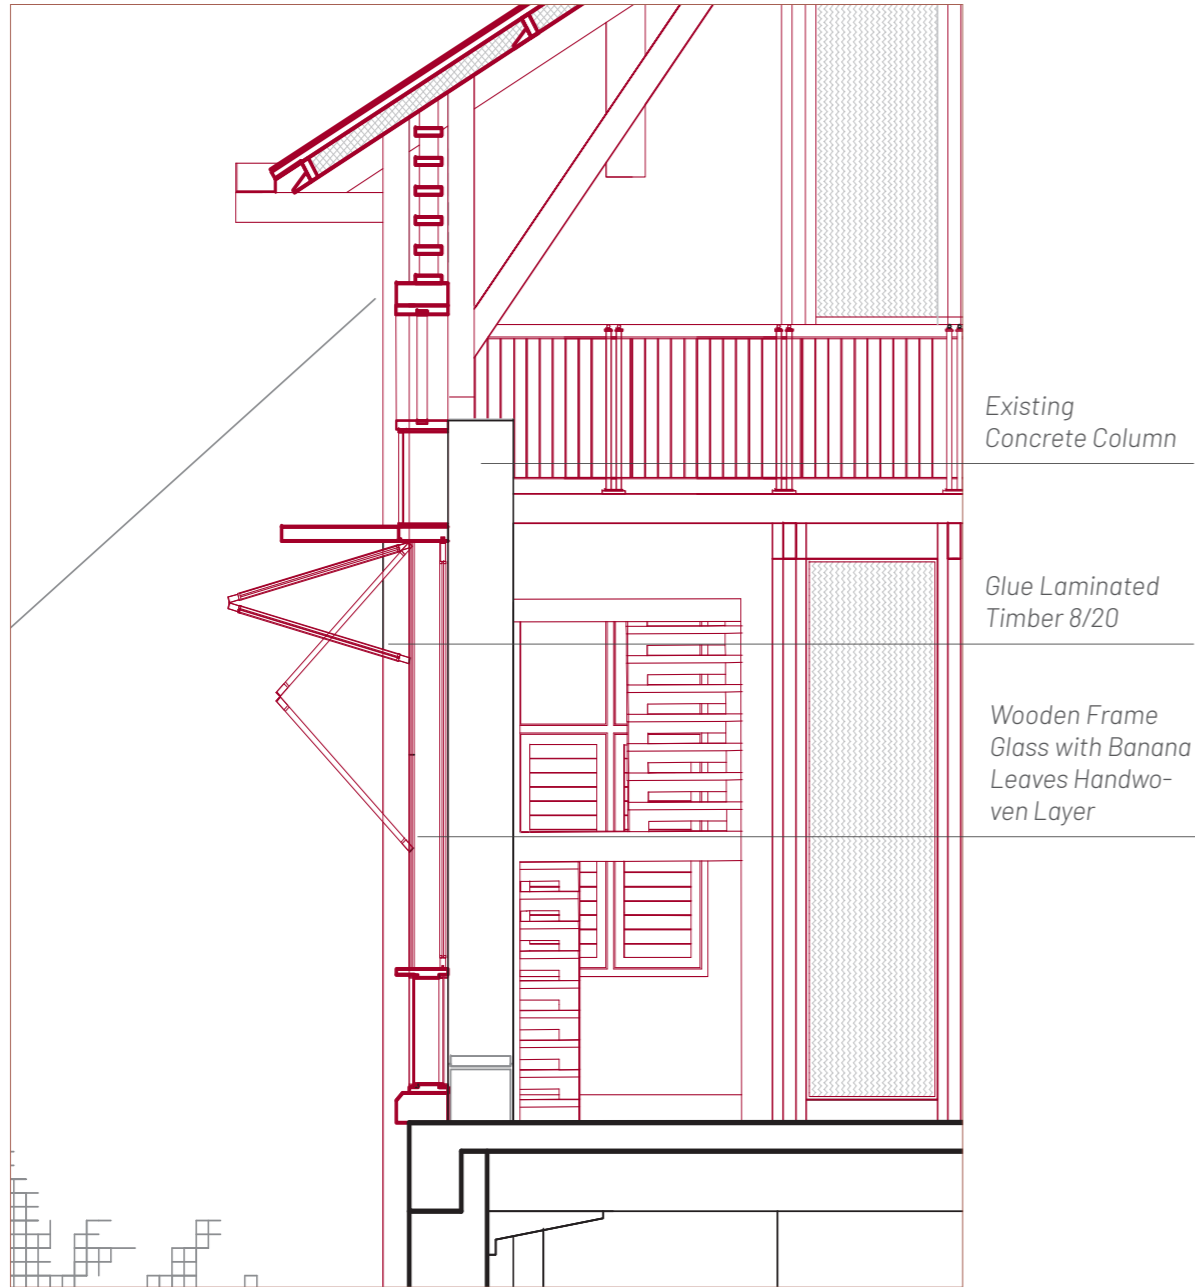 Existing
Concrete Column
Glue Laminated
Timber 8/20
Wooden Frame
Glass with Banana
Leaves Handwo-
ven Layer